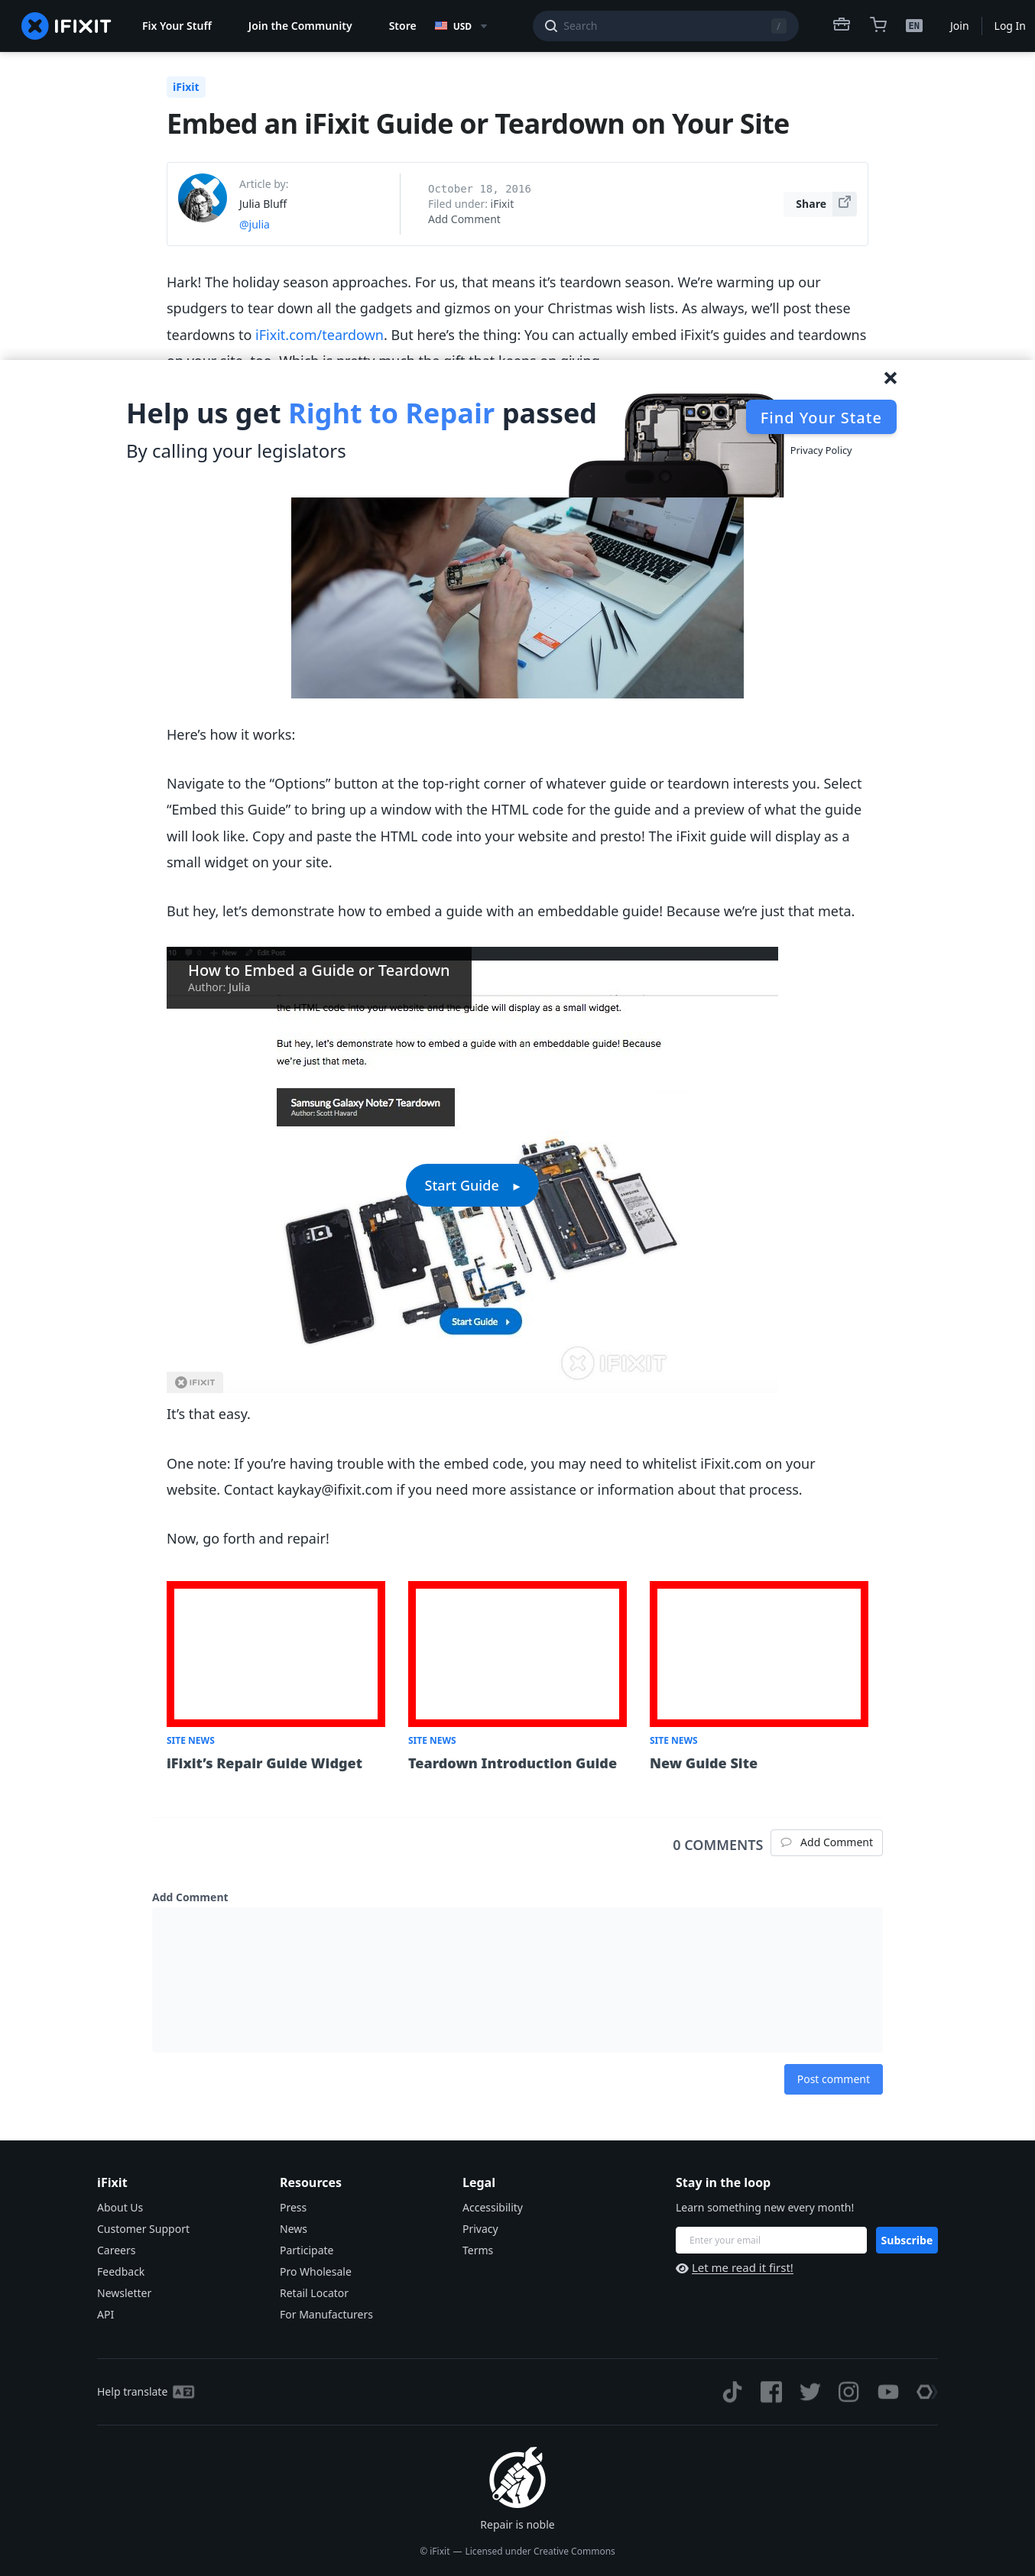 IFIXIT
Fix Your Stuff
Join the Community
Store
USD
Search
/
EN
Join
Log In
iFixit
Embed an iFixit Guide or Teardown on Your Site
Article by:
Julia Bluff
@julia
October 18, 2016
Filed under: iFixit
Add Comment
Share
Hark! The holiday season approaches. For us, that means it’s teardown season. We’re warming up our
spudgers to tear down all the gadgets and gizmos on your Christmas wish lists. As always, we’ll post these
teardowns to iFixit.com/teardown. But here’s the thing: You can actually embed iFixit’s guides and teardowns
on your site, too. Which is pretty much the gift that keeps on giving.
Help us get Right to Repair passed
By calling your legislators
Find Your State
Privacy Policy
Here’s how it works:
Navigate to the “Options” button at the top-right corner of whatever guide or teardown interests you. Select
“Embed this Guide” to bring up a window with the HTML code for the guide and a preview of what the guide
will look like. Copy and paste the HTML code into your website and presto! The iFixit guide will display as a
small widget on your site.
But hey, let’s demonstrate how to embed a guide with an embeddable guide! Because we’re just that meta.
New
Edit Post
How to Embed a Guide or Teardown
Author: Julia
the HTML code into your website and the guide will display as a small widget.
But hey, let’s demonstrate how to embed a guide with an embeddable guide! Because
we’re just that meta.
Samsung Galaxy Note7 Teardown
Author: Scott Havard
Start Guide
Start Guide
IFIXIT
IFIXIT
It’s that easy.
One note: If you’re having trouble with the embed code, you may need to whitelist iFixit.com on your
website. Contact kaykay@ifixit.com if you need more assistance or information about that process.
Now, go forth and repair!
SITE NEWS
iFixit’s Repair Guide Widget
SITE NEWS
Teardown Introduction Guide
SITE NEWS
New Guide Site
0 COMMENTS
Add Comment
Add Comment
Post comment
iFixit
About Us
Customer Support
Careers
Feedback
Newsletter
API
Resources
Press
News
Participate
Pro Wholesale
Retail Locator
For Manufacturers
Legal
Accessibility
Privacy
Terms
Stay in the loop
Learn something new every month!
Enter your email
Subscribe
Let me read it first!
Help translate
Repair is noble
© iFixit — Licensed under Creative Commons